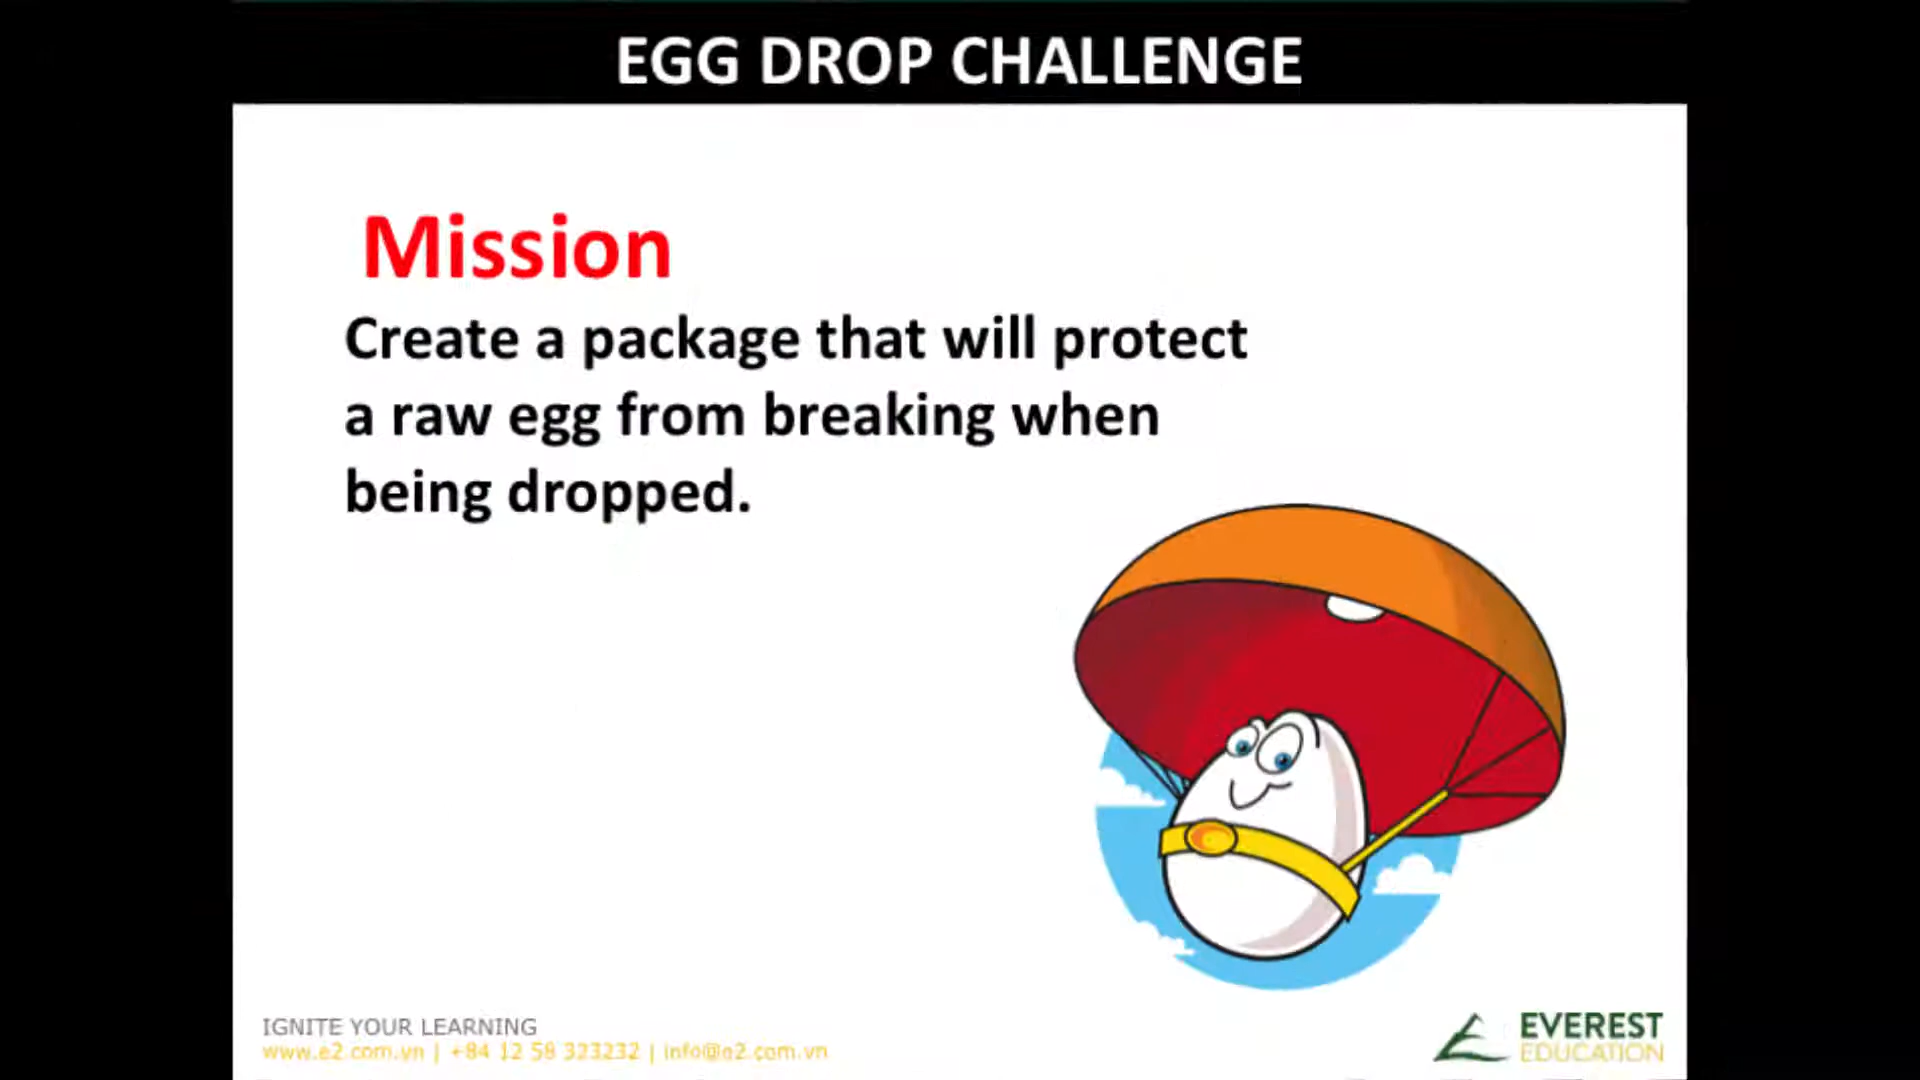 EGG DROP CHALLENGE
Mission
Create a package that will protect
a raw egg from breaking when
being dropped.
IGNITE YOUR LEARNING
www.e2.com.vn | +84 12 58 323232 | info@e2.com.vn
EVEREST
EDUCATION